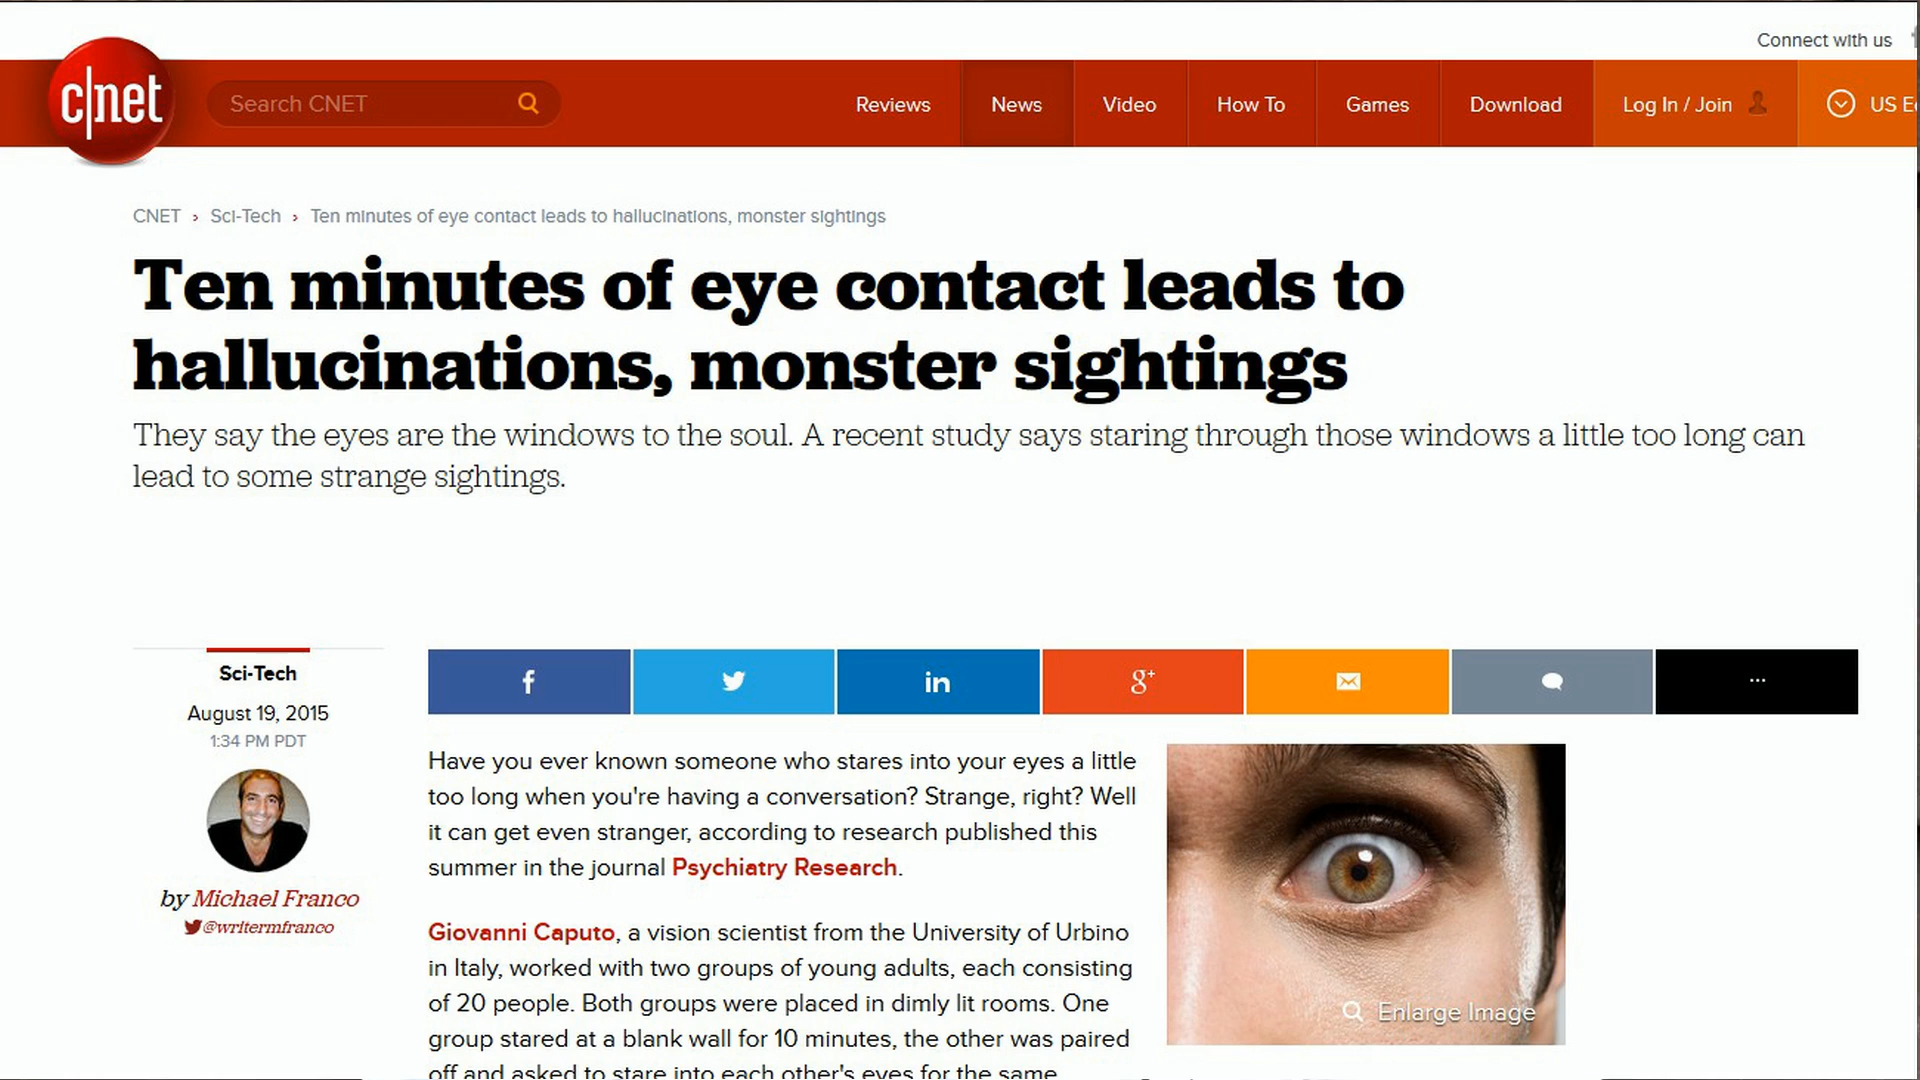 Connect with us
c|net
Search CNET
Reviews
News
Video
How To
Games
Download
Log In / Join
US
CNET › Sci-Tech › Ten minutes of eye contact leads to hallucinations, monster sightings
Ten minutes of eye contact leads to
hallucinations, monster sightings
They say the eyes are the windows to the soul. A recent study says staring through those windows a little too long can
lead to some strange sightings.
Sci-Tech
August 19, 2015
1:34 PM PDT
by Michael Franco
@writermfranco
f
in
g+
...
Have you ever known someone who stares into your eyes a little
too long when you're having a conversation? Strange, right? Well
it can get even stranger, according to research published this
summer in the journal Psychiatry Research.
Giovanni Caputo, a vision scientist from the University of Urbino
in Italy, worked with two groups of young adults, each consisting
of 20 people. Both groups were placed in dimly lit rooms. One
group stared at a blank wall for 10 minutes, the other was paired
off and asked to stare into each other's eyes for the same
Enlarge Image